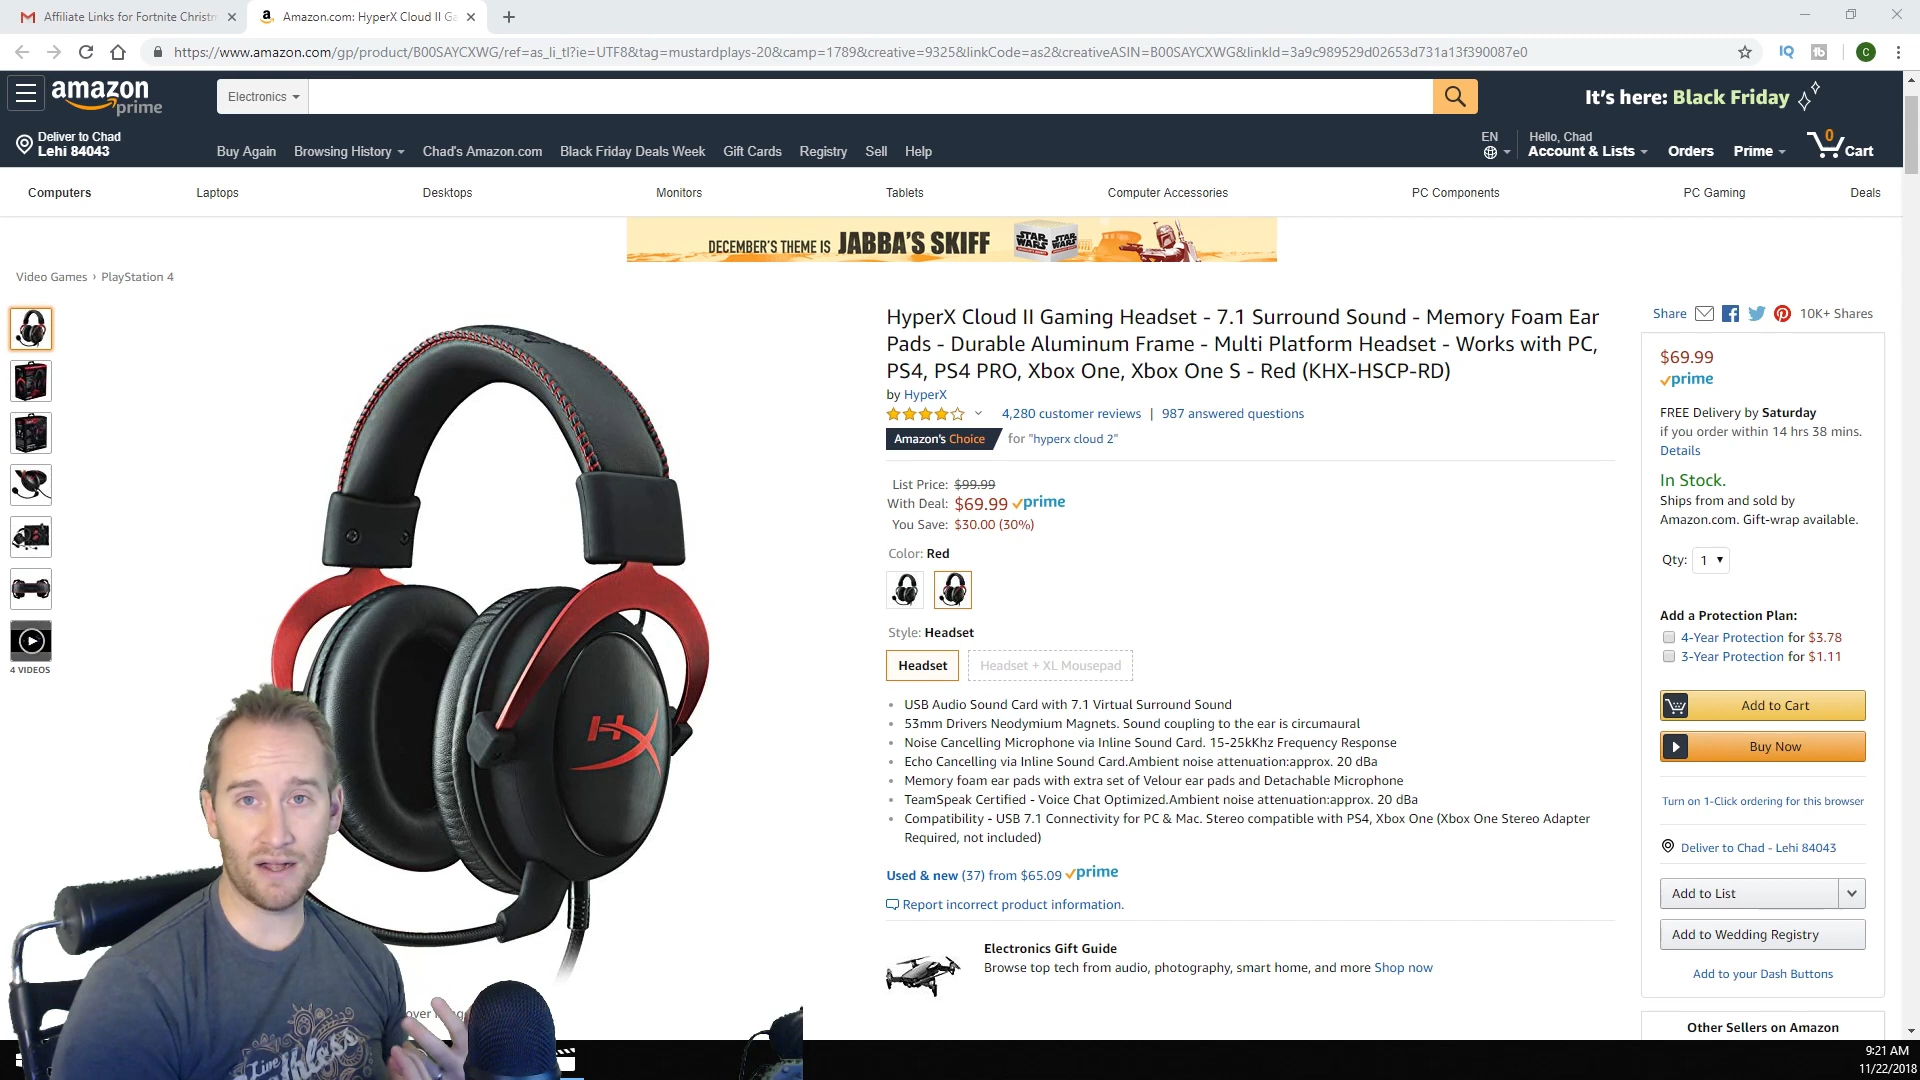 Affiliate Links for Fortnite Christm
Amazon.com: HyperX Cloud II Ga
https://www.amazon.com/gp/product/B00SAYCXWG/ref=as_li_tl?ie=UTF8&tag=mustardplays-20&camp=1789&creative=9325&linkCode=as2&creativeASIN=B00SAYCXWG&linkId=3a9c989529d02653d731a13f390087e0
IQ
C
amazon prime
Electronics
It's here: Black Friday
Deliver to Chad
Lehi 84043
Buy Again Browsing History Chad's Amazon.com Black Friday Deals Week Gift Cards Registry Sell Help
EN
Hello, Chad
Account & Lists Orders Prime 0 Cart
Computers Laptops Desktops Monitors Tablets Computer Accessories PC Components PC Gaming Deals
DECEMBER'S THEME IS JABBA'S SKIFF STAR WARS STAR WARS
Video Games › PlayStation 4
4 VIDEOS
HX
HyperX Cloud II Gaming Headset - 7.1 Surround Sound - Memory Foam Ear
Pads - Durable Aluminum Frame - Multi Platform Headset - Works with PC,
PS4, PS4 PRO, Xbox One, Xbox One S - Red (KHX-HSCP-RD)
by HyperX
4,280 customer reviews | 987 answered questions
Amazon's Choice for "hyperx cloud 2"
List Price: $99.99
With Deal: $69.99 prime
You Save: $30.00 (30%)
Color: Red
Style: Headset
Headset
Headset + XL Mousepad
• USB Audio Sound Card with 7.1 Virtual Surround Sound
• 53mm Drivers Neodymium Magnets. Sound coupling to the ear is circumaural
• Noise Cancelling Microphone via Inline Sound Card. 15-25kKhz Frequency Response
• Echo Cancelling via Inline Sound Card.Ambient noise attenuation:approx. 20 dBa
• Memory foam ear pads with extra set of Velour ear pads and Detachable Microphone
• TeamSpeak Certified - Voice Chat Optimized.Ambient noise attenuation:approx. 20 dBa
• Compatibility - USB 7.1 Connectivity for PC & Mac. Stereo compatible with PS4, Xbox One (Xbox One Stereo Adapter
Required, not included)
Used & new (37) from $65.09 prime
Report incorrect product information.
Electronics Gift Guide
Browse top tech from audio, photography, smart home, and more Shop now
Share 10K+ Shares
$69.99
prime
FREE Delivery by Saturday
if you order within 14 hrs 38 mins.
Details
In Stock.
Ships from and sold by
Amazon.com. Gift-wrap available.
Qty: 1
Add a Protection Plan:
4-Year Protection for $3.78
3-Year Protection for $1.11
Add to Cart
Buy Now
Turn on 1-Click ordering for this browser
Deliver to Chad - Lehi 84043
Add to List
Add to Wedding Registry
Add to your Dash Buttons
Other Sellers on Amazon
Live
9:21 AM
11/22/2018